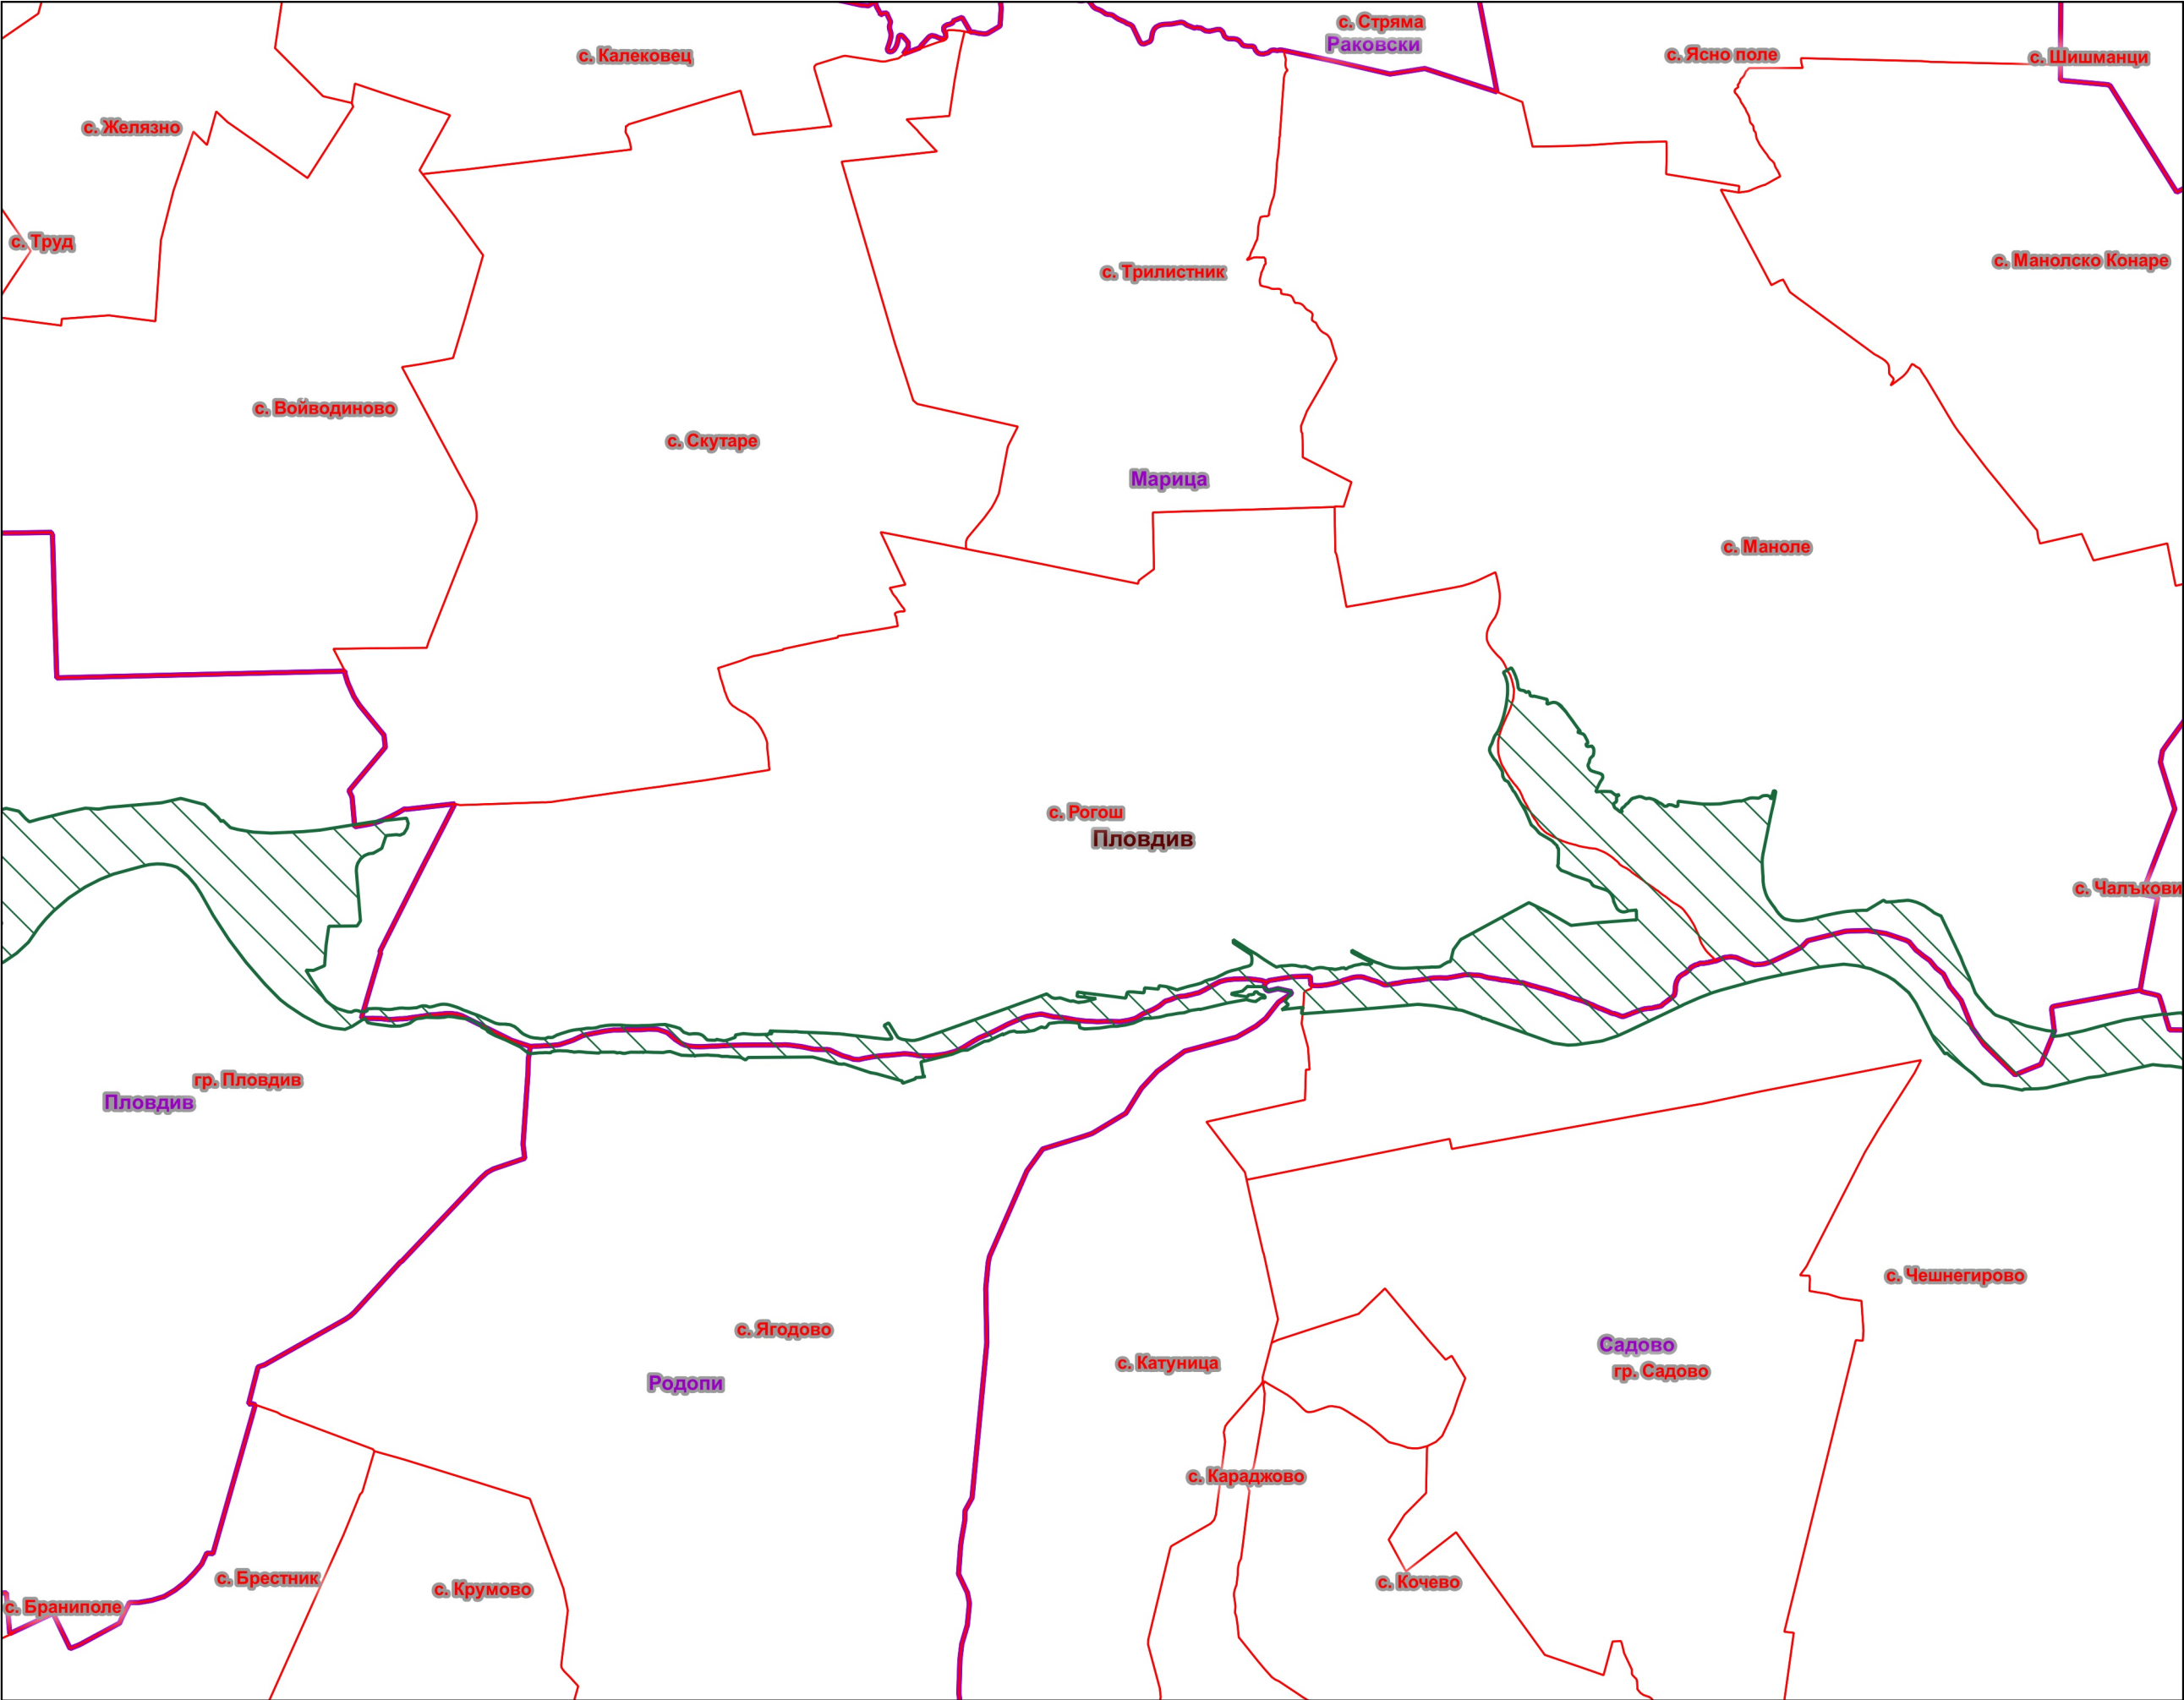 с. Стряма
Раковски
с. Калековец
с. Ясно поле
с. Шишманци
с. Желязно
с. Труд
с. Манолско Конаре
с. Трилистник
с. Войводиново
с. Скутаре
Марица
с. Маноле
с. Рогош
Пловдив
с. Чалъкови
гр. Пловдив
Пловдив
с. Чешнегирово
с. Ягодово
Садово
с. Катуница
гр. Садово
Родопи
с. Караджово
с. Брестник
с. Кочево
с. Крумово
с. Браниполе